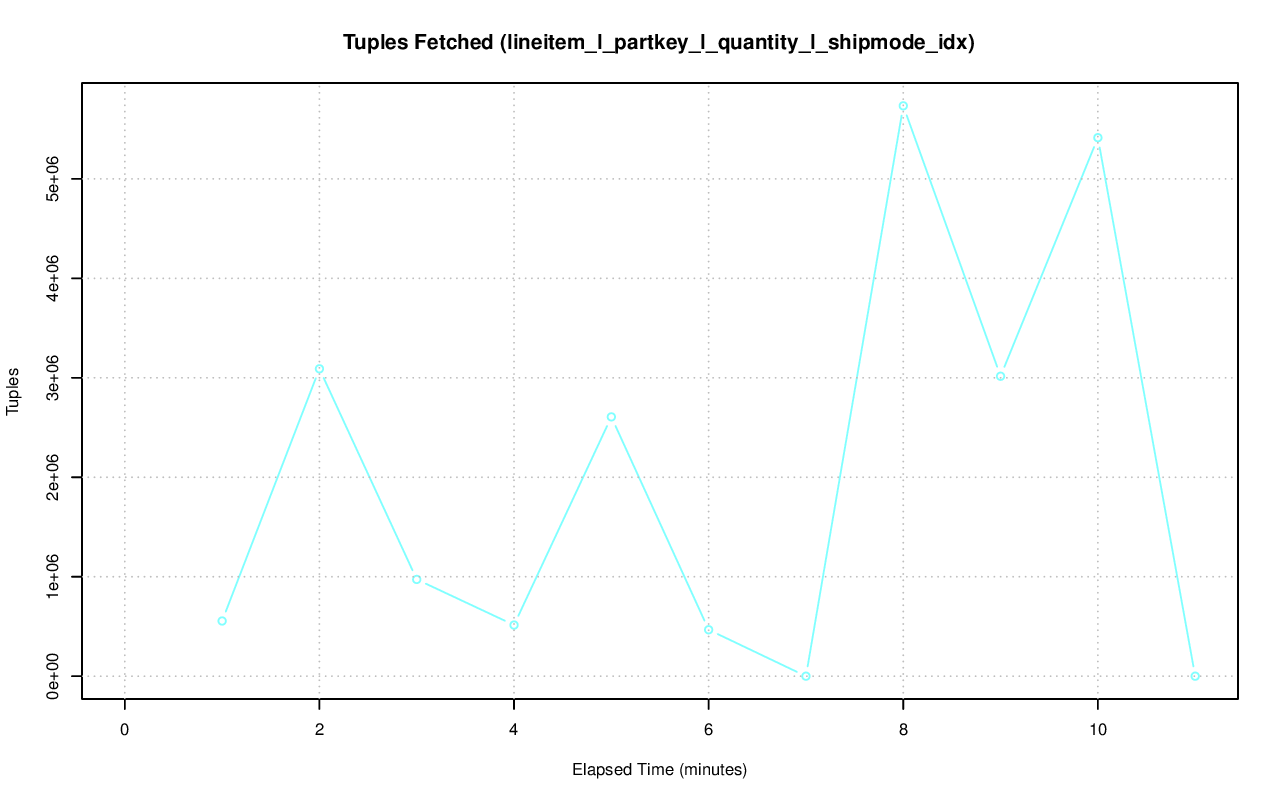 Tuples Fetched (lineitem_l_partkey_l_quantity_l_shipmode_idx)
Tuples
5e+06
4e+06
3e+06
2e+06
1e+06
0e+00
0 2 4 6 8 10
Elapsed Time (minutes)